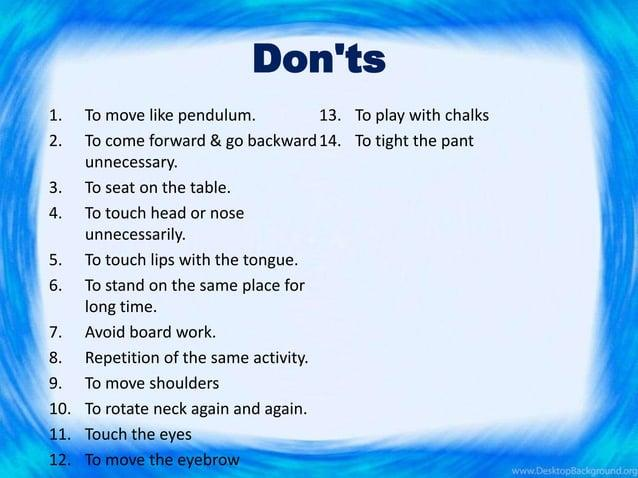 Don'ts
1. To move like pendulum.
2. To come forward & go backward
unnecessary.
3. To seat on the table.
4. To touch head or nose
unnecessarily.
5. To touch lips with the tongue.
6. To stand on the same place for
long time.
7. Avoid board work.
8. Repetition of the same activity.
9. To move shoulders
10. To rotate neck again and again.
11. Touch the eyes
12. To move the eyebrow
13. To play with chalks
14. To tight the pant
www.DesktopBackground.org